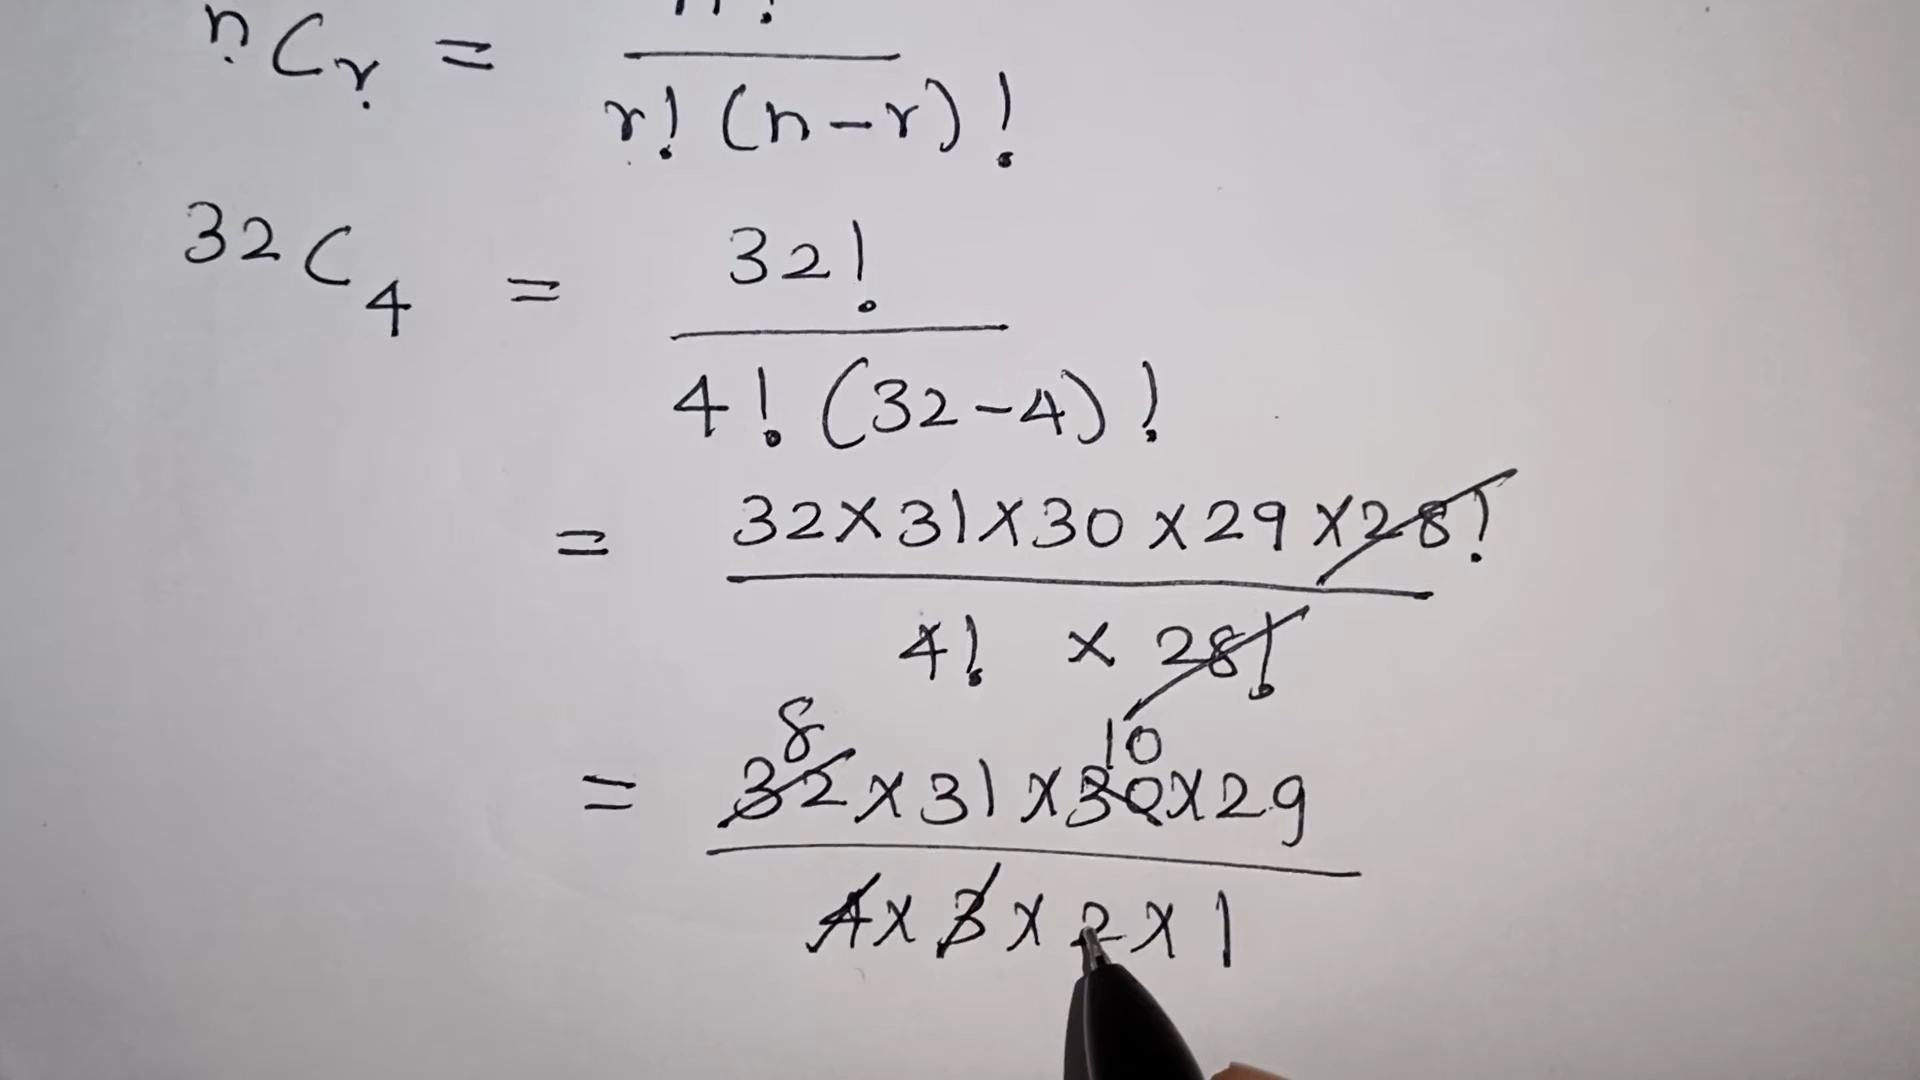 n!
nCr =
r! (n-r)!
32C4 = 32!
4! (32-4)!
= 32×31×30×29×28!
4! × 28!
8 10
= 32×31×30×29
4×3×2×1